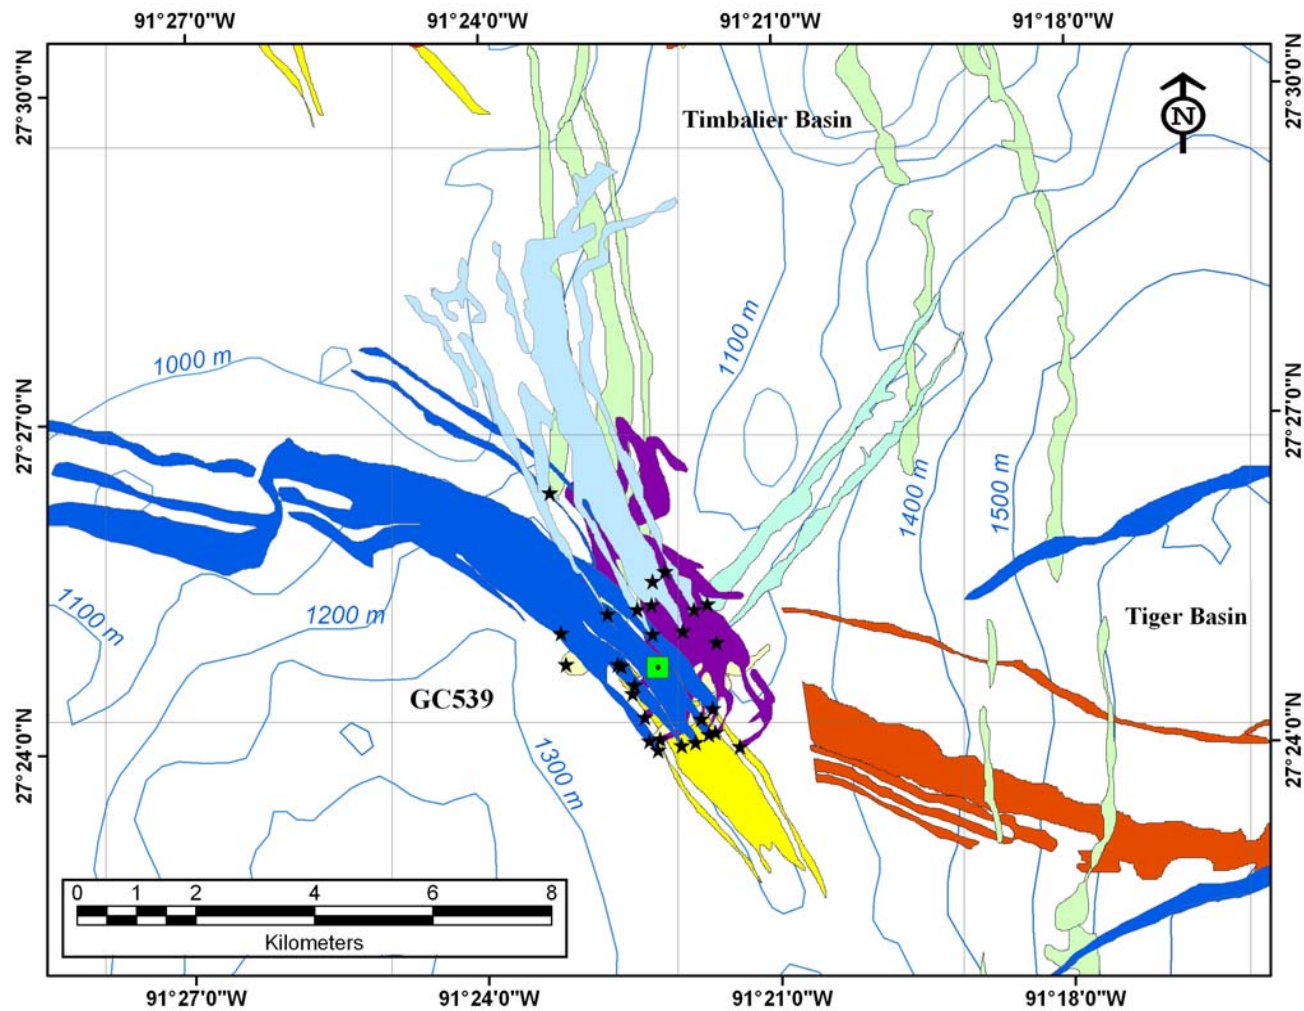 91°27'0"W 91°24'0"W 91°21'0"W 91°18'0"W
27°30'0"N
27°30'0"N
Timbalier Basin
N
1000 m
1100 m
27°27'0"N
27°27'0"N
1400 m
1500 m
1100 m
1200 m
Tiger Basin
GC539
27°24'0"N
27°24'0"N
1300 m
0 1 2 4 6 8
Kilometers
91°27'0"W 91°24'0"W 91°21'0"W 91°18'0"W